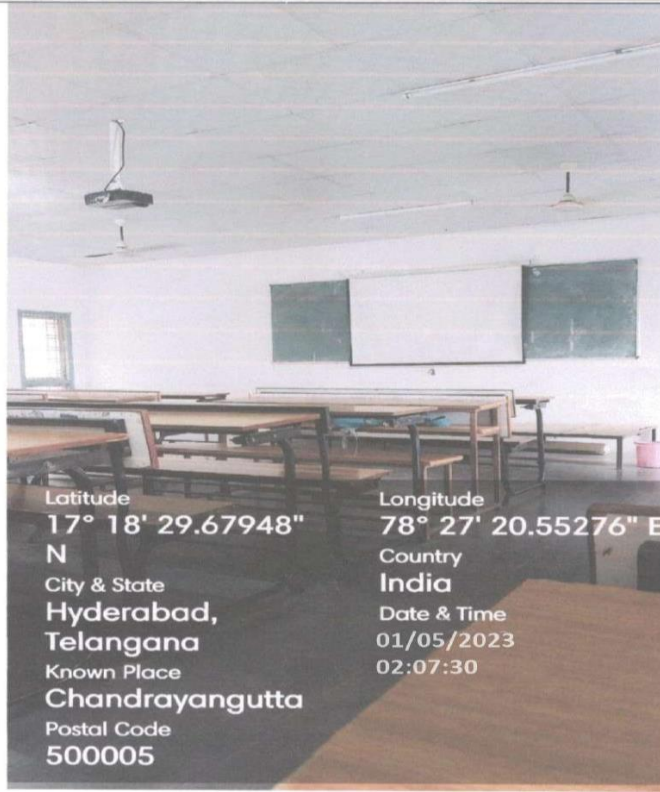 Latitude
17° 18' 29.67948"
N
City & State
Hyderabad,
Telangana
Known Place
Chandrayangutta
Postal Code
500005
Longitude
78° 27' 20.55276" E
Country
India
Date & Time
01/05/2023
02:07:30